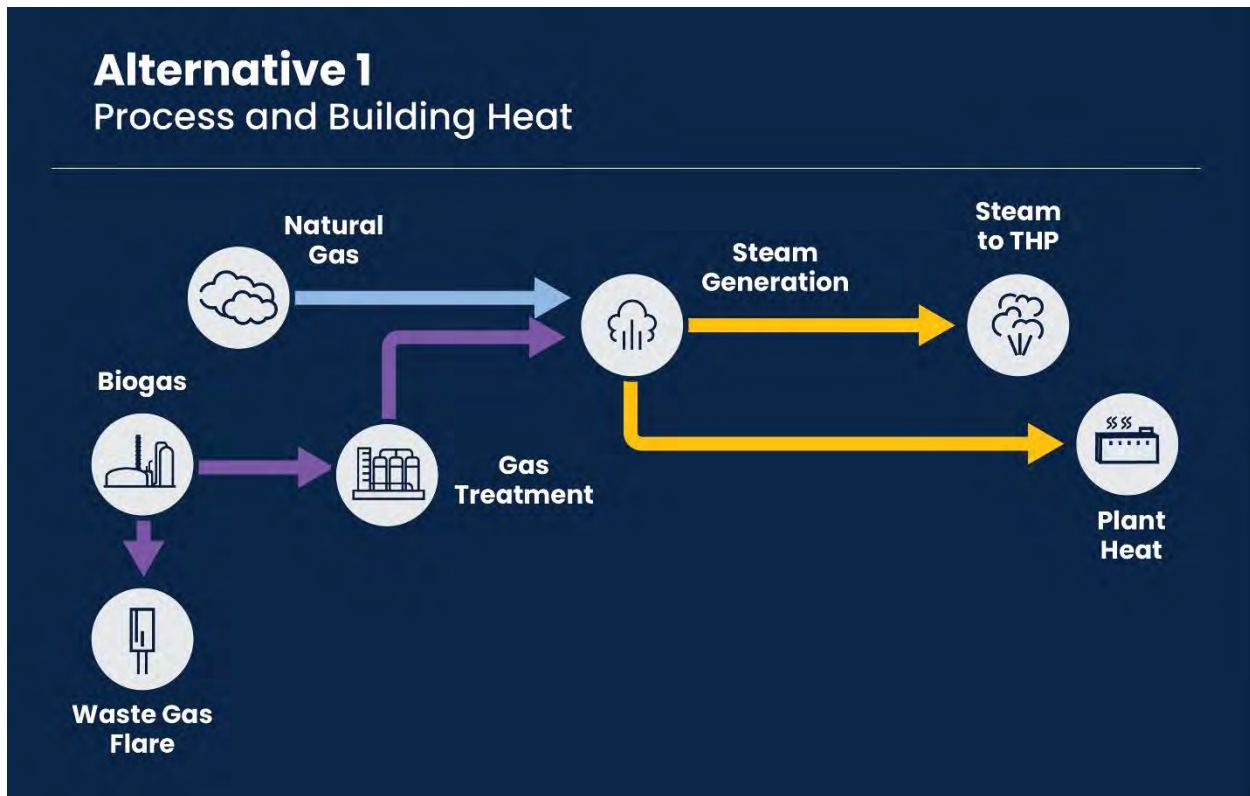 Alternative 1
Process and Building Heat
Natural
Gas
Steam
Generation
Steam
to THP
Biogas
Gas
Treatment
Plant
Heat
Waste Gas
Flare